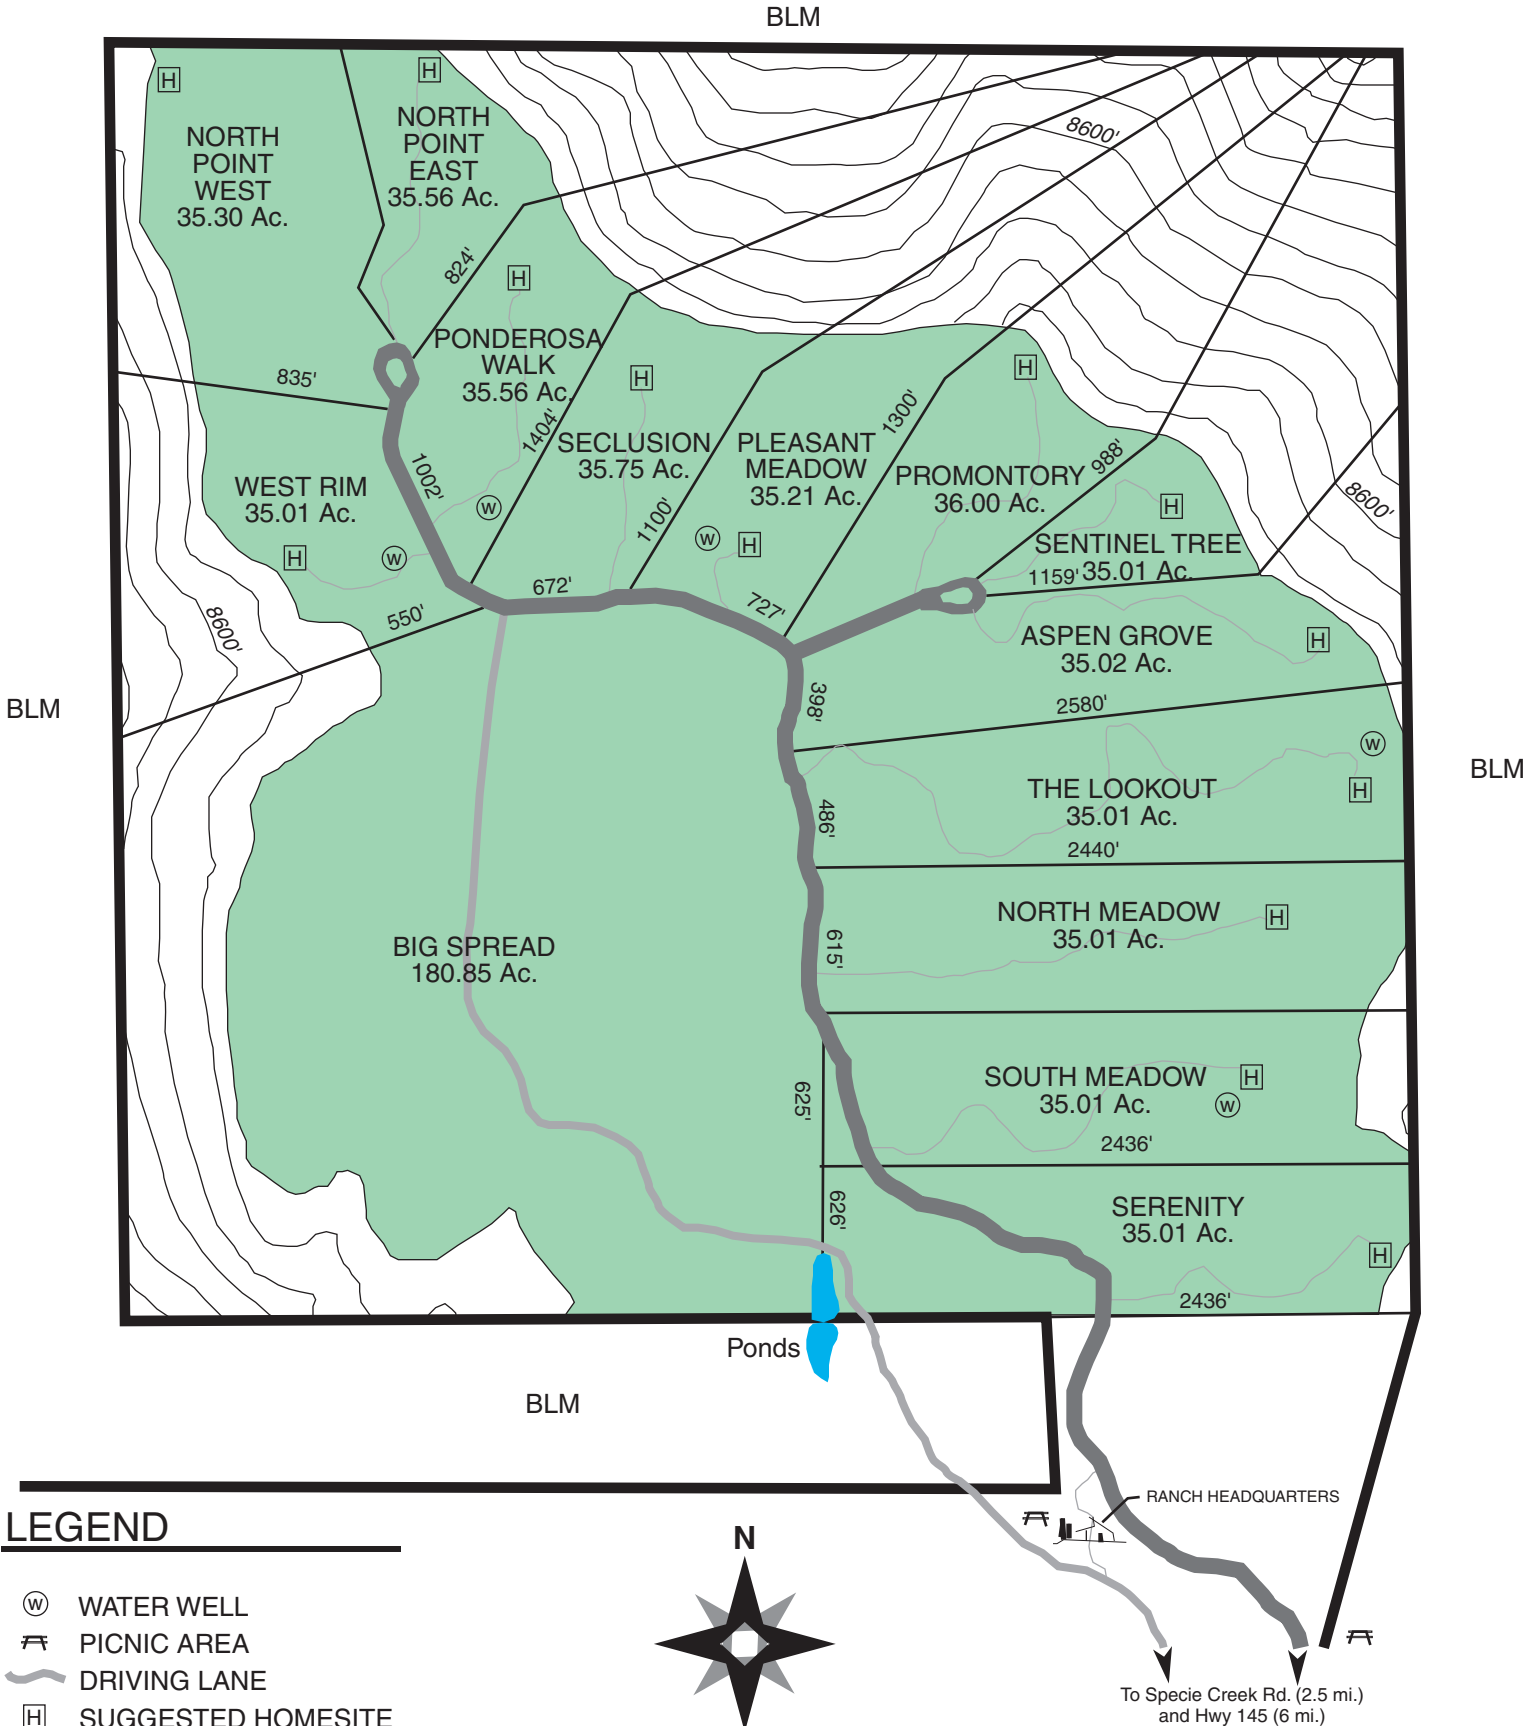 BLM
H
H
NORTH
POINT
WEST
35.30 Ac.
NORTH
POINT
EAST
35.56 Ac.
8600'
824'
H
PONDEROSA
WALK
35.56 Ac.
835'
H
H
1404'
1300'
SECLUSION
35.75 Ac.
PLEASANT
MEADOW
35.21 Ac.
PROMONTORY
36.00 Ac.
988'
1002'
WEST RIM
35.01 Ac.
W
1100'
8600'
H
H
W
W
H
SENTINEL TREE
35.01 Ac.
1159'
672'
727'
550'
8600'
ASPEN GROVE
35.02 Ac.
H
398'
2580'
BLM
W
BLM
THE LOOKOUT
35.01 Ac.
H
486'
2440'
NORTH MEADOW
35.01 Ac.
H
615'
BIG SPREAD
180.85 Ac.
SOUTH MEADOW
35.01 Ac.
H
W
625'
2436'
626'
SERENITY
35.01 Ac.
H
2436'
Ponds
BLM
RANCH HEADQUARTERS
LEGEND
W WATER WELL
PICNIC AREA
DRIVING LANE
H SUGGESTED HOMESITE
N
To Specie Creek Rd. (2.5 mi.)
and Hwy 145 (6 mi.)